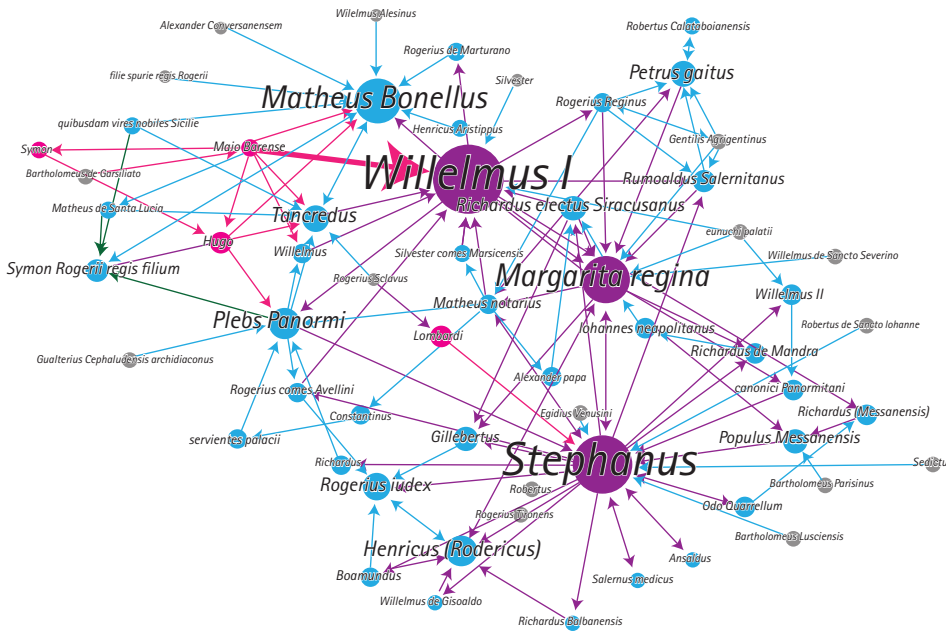 Wilelmus Alesinus
Alexander Conversanensem
Robertus Calataboianensis
Rogerius de Marturano
filie spurie regis Rogerii
Silvester
Petrus gaitus
Matheus Bonellus
Rogerius Reginus
quibusdam vires nobiles Sicilie
Henricus Aristippus
Gentilis Agrigentinus
Symon
Maio Barense
Bartholomeus de Garsiliato
Willelmus I
Rumoaldus Salernitanus
Matheus de Santa Lucia
Tancredus
Richardus electus Siracusanus
eunuchi palatii
Hugo
Willelmus
Silvester comes Marsicensis
Willelmus de Sancto Severino
Symon Rogerii regis filium
Rogerius Sclavus
Margarita regina
Willelmus II
Matheus notarius
Plebs Panormi
Lombardi
Iohannes neapolitanus
Robertus de Sancto Iohanne
Gualterius Cephaludensis archidiaconus
Richardus de Mandra
Alexander papa
Rogerius comes Avellini
canonici Panormitani
Constantinus
Egidius Venusini
Richardus (Messanensis)
servientes palacii
Gillebertus
Populus Messanensis
Richardus
Stephanus
Sedictus
Rogerius iudex
Robertus
Bartholomeus Parisinus
Rogerius Tironens
Odo Quarrellum
Bartholomeus Lusciensis
Henricus (Rodericus)
Ansaldus
Boamundus
Salernus medicus
Willelmus de Gisoaldo
Richardus Balbanensis